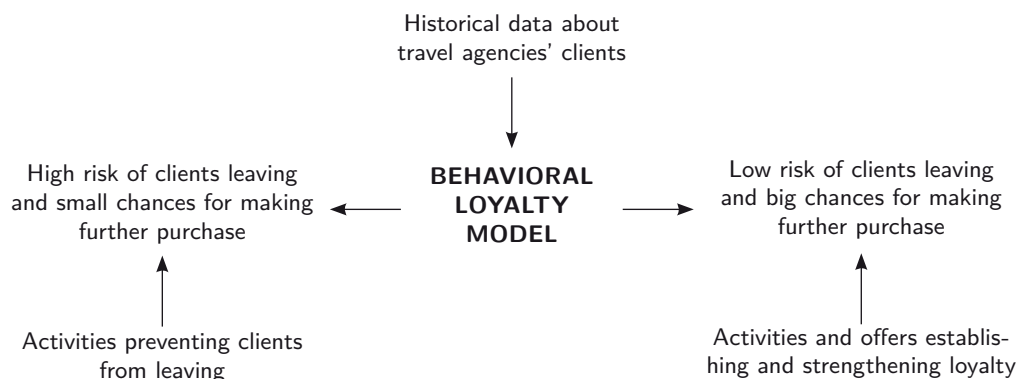 Historical data about
travel agencies' clients
High risk of clients leaving
and small chances for making
further purchase
BEHAVIORAL
LOYALTY
MODEL
Low risk of clients leaving
and big chances for making
further purchase
Activities preventing clients
from leaving
Activities and offers establis-
hing and strengthening loyalty